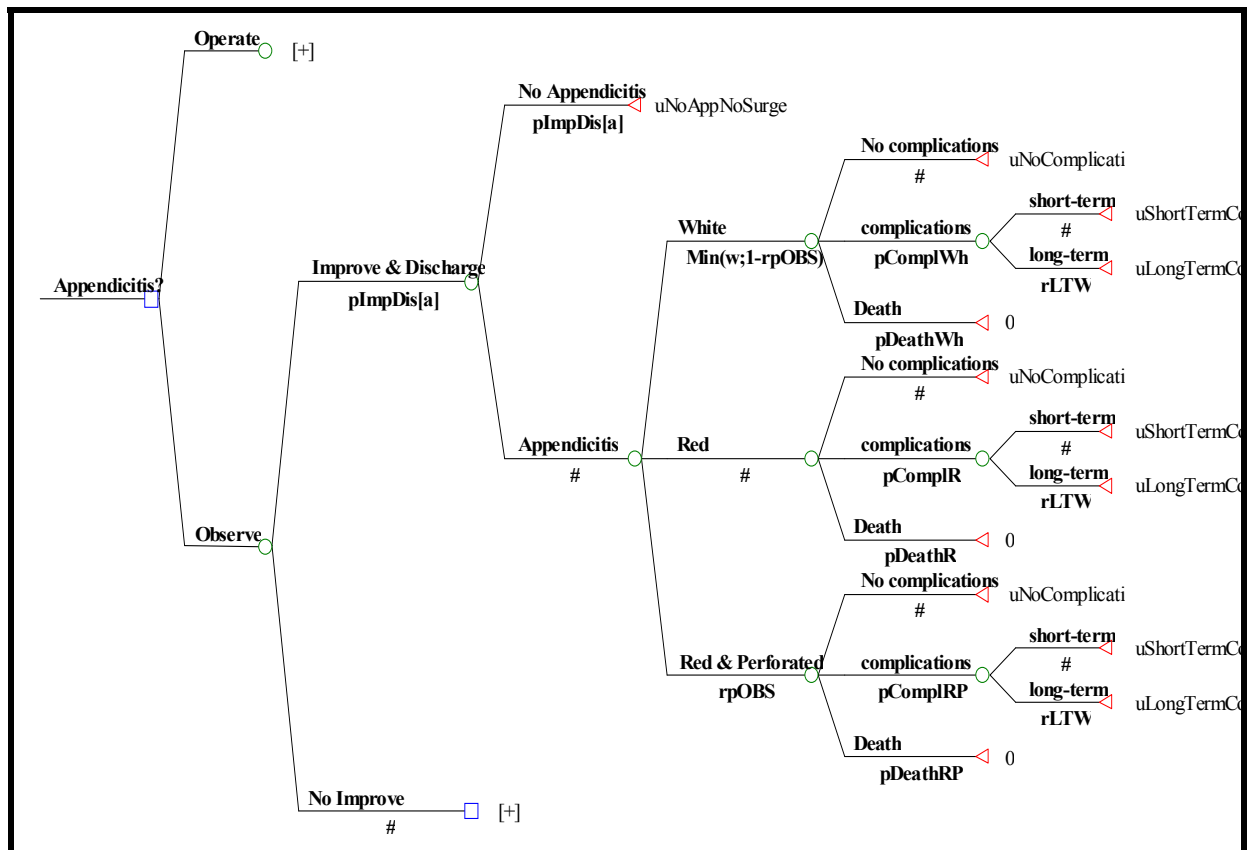 Operate
[+]
No Appendicitis
uNoAppNoSurge
pImpDis[a]
No complications
uNoComplicati
#
short-term
uShortTermCo
#
White
complications
Min(w;1-rpOBS)
pComplWh
long-term
uLongTermCo
rLTW
Improve & Discharge
pImpDis[a]
Appendicitis?
Death
0
pDeathWh
No complications
uNoComplicati
#
short-term
uShortTermCo
#
Appendicitis
#
Red
#
complications
pComplR
long-term
uLongTermCo
rLTW
Observe
Death
0
pDeathR
No complications
uNoComplicati
#
short-term
uShortTermCo
#
Red & Perforated
rpOBS
complications
pComplRP
long-term
uLongTermCo
rLTW
Death
0
pDeathRP
No Improve
#
[+]